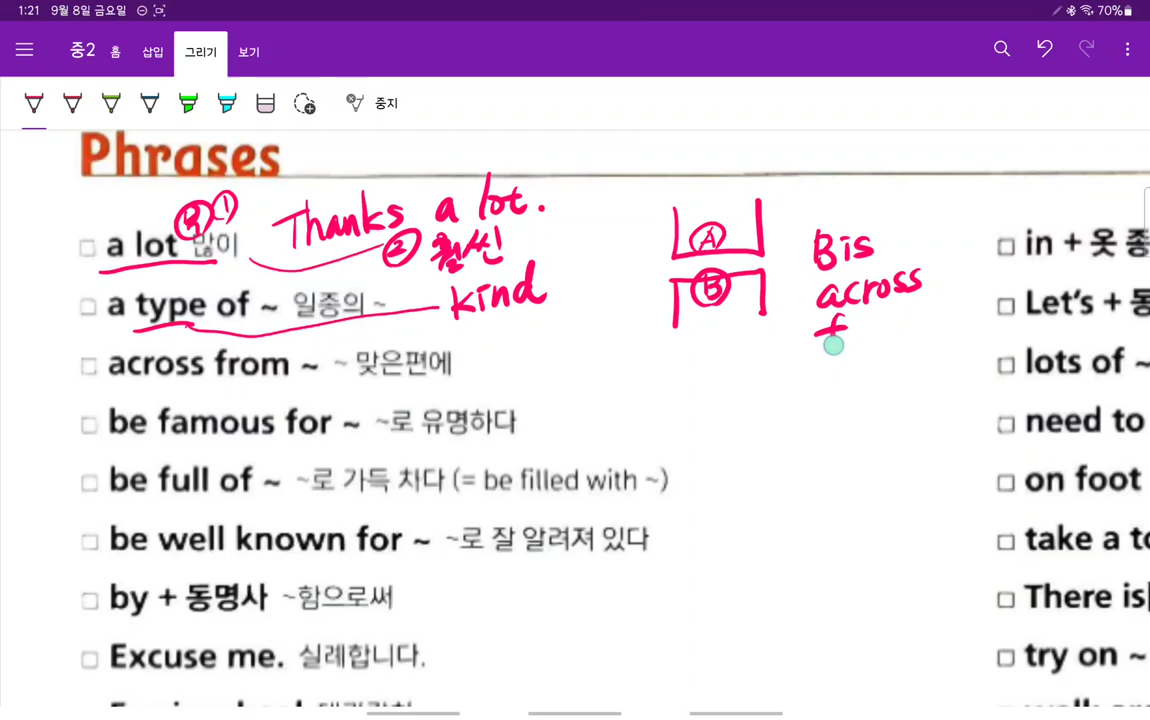 1:21 9월 8일 금요일 70%
중2 홈 삽입 그리기 보기
중지
Phrases
Thanks a lot.
부 ①
a lot 많이
② 훨씬
a type of ~ 일종의 ~
kind
across from ~ ~ 맞은편에
be famous for ~ ~로 유명하다
be full of ~ ~로 가득 차다 (= be filled with ~)
be well known for ~ ~로 잘 알려져 있다
by + 동명사 ~함으로써
Excuse me. 실례합니다.
A
B
B is
across
f
in + 옷 종
Let's + 동
lots of ~
need to
on foot
take a to
There is
try on ~